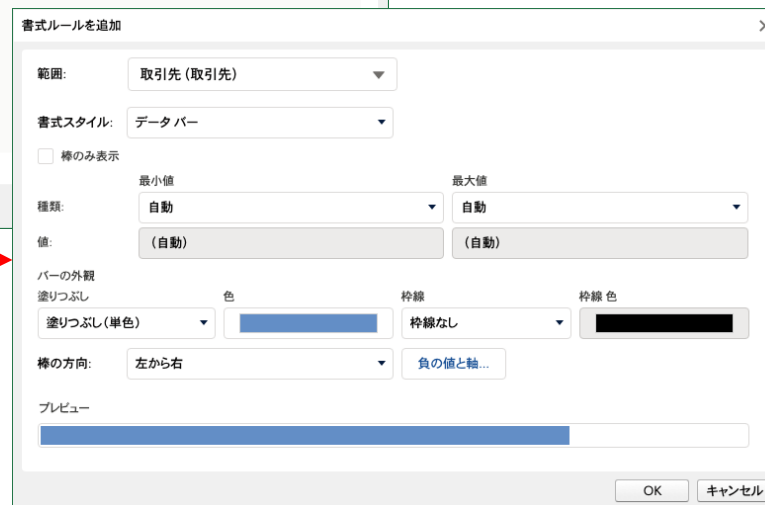 書式ルールを追加
範囲: 取引先 (取引先)
書式スタイル: データ バー
棒のみ表示
最小値 最大値
種類: 自動 自動
値: (自動) (自動)
バーの外観
塗りつぶし 色 枠線 枠線 色
塗りつぶし(単色) 枠線なし
棒の方向: 左から右 負の値と軸...
プレビュー
OK キャンセル